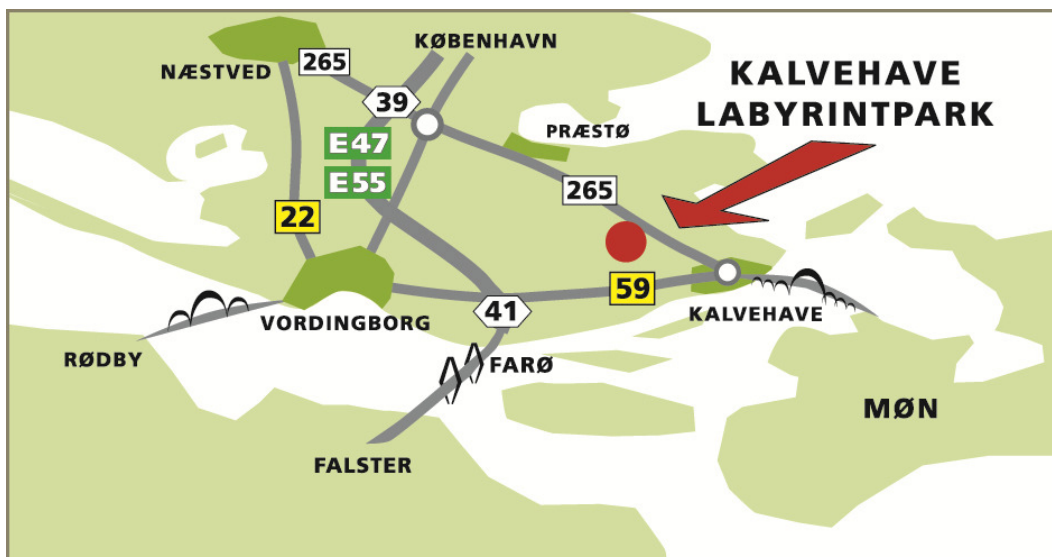 KØBENHAVN
265
NÆSTVED
39
KALVEHAVE
LABYRINTPARK
PRÆSTØ
E47
E55
265
22
59
41
VORDINGBORG
KALVEHAVE
RØDBY
FARØ
MØN
FALSTER